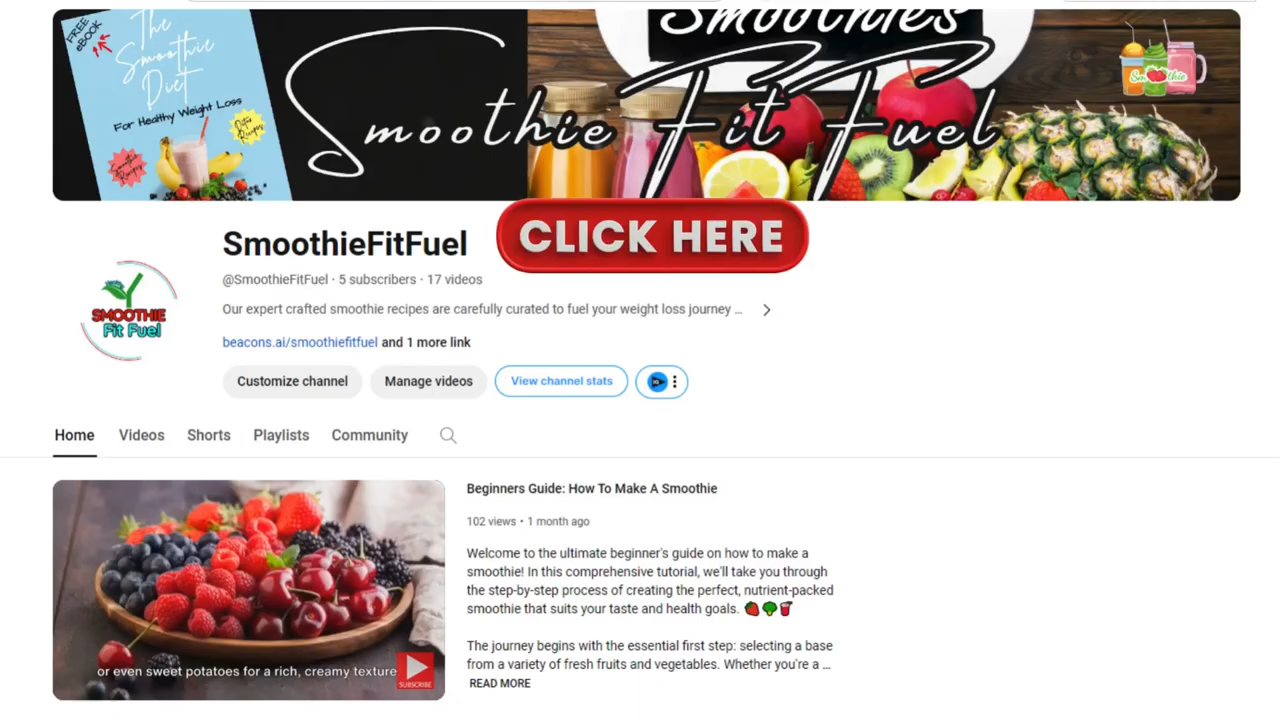 FREE
eBOOK
The
Smoothie
Diet
For Healthy Weight Loss
Detox
Recipes
Smoothie
Recipes
Smoothies
Smoothie Fit Fuel
Smoothie
CLICK HERE
SmoothieFitFuel
@SmoothieFitFuel · 5 subscribers · 17 videos
Our expert crafted smoothie recipes are carefully curated to fuel your weight loss journey ...
beacons.ai/smoothiefitfuel and 1 more link
SMOOTHIE
Fit Fuel
Customize channel
Manage videos
View channel stats
Home
Videos
Shorts
Playlists
Community
Beginners Guide: How To Make A Smoothie
102 views • 1 month ago
Welcome to the ultimate beginner's guide on how to make a
smoothie! In this comprehensive tutorial, we'll take you through
the step-by-step process of creating the perfect, nutrient-packed
smoothie that suits your taste and health goals. 🍓🥦🥤
The journey begins with the essential first step: selecting a base
from a variety of fresh fruits and vegetables. Whether you're a ...
READ MORE
or even sweet potatoes for a rich, creamy texture
SUBSCRIBE